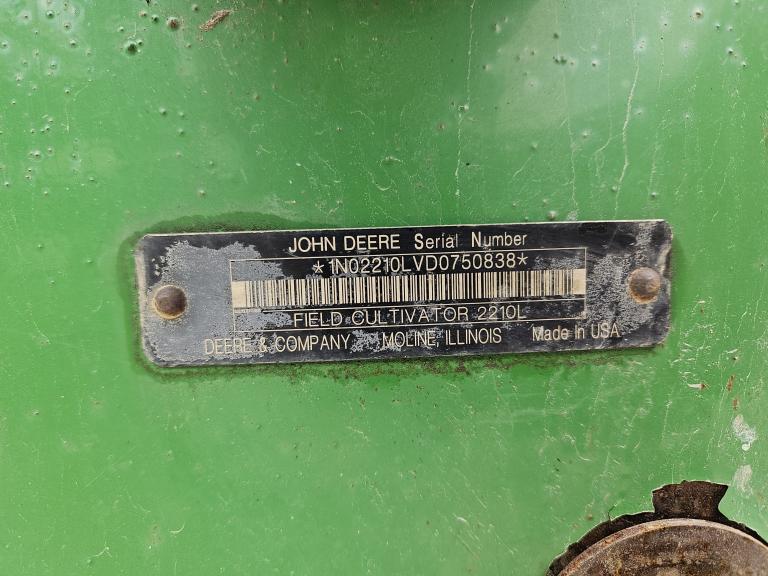 JOHN DEERE Serial Number
*1N02210LVD0750838*
FIELD CULTIVATOR 2210L
DEERE & COMPANY MOLINE, ILLINOIS Made In USA